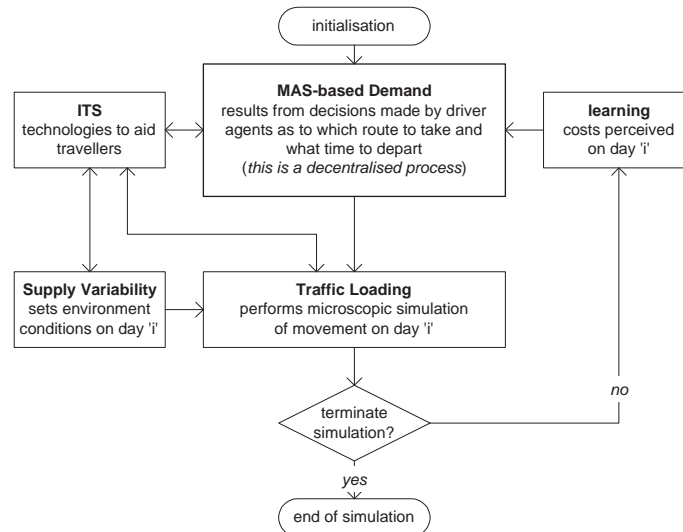 initialisation
MAS-based Demand
results from decisions made by driver
agents as to which route to take and
what time to depart
(this is a decentralised process)
ITS
technologies to aid
travellers
learning
costs perceived
on day 'i'
Supply Variability
sets environment
conditions on day 'i'
Traffic Loading
performs microscopic simulation
of movement on day 'i'
no
terminate
simulation?
yes
end of simulation